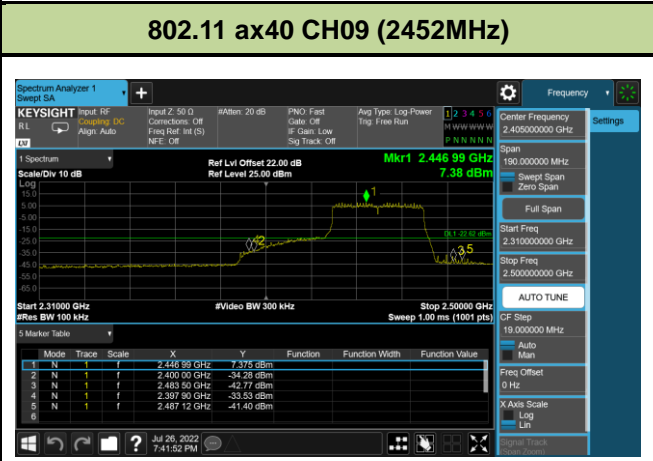 802.11 ax40 CH09 (2452MHz)
Spectrum Analyzer 1
Swept SA
Frequency
KEYSIGHT
RL
LXI
Input: RF
Coupling: DC
Align: Auto
Input Z: 50 Ω
Corrections: Off
Freq Ref: Int (S)
NFE: Off
#Atten: 20 dB
PNO: Fast
Gate: Off
IF Gain: Low
Sig Track: Off
Avg Type: Log-Power
Trig: Free Run
1 2 3 4 5 6
M W W W W W
P N N N N N
1 Spectrum
Scale/Div 10 dB
Ref Lvl Offset 22.00 dB
Ref Level 25.00 dBm
Mkr1 2.446 99 GHz
7.38 dBm
Log
15.0
5.00
-5.00
-15.0
-25.0
-35.0
-45.0
-55.0
-65.0
1
2
3
5
DL1 -22.62 dBm
Start 2.31000 GHz
#Res BW 100 kHz
#Video BW 300 kHz
Stop 2.50000 GHz
Sweep 1.00 ms (1001 pts)
5 Marker Table
Mode Trace Scale X Y Function Function Width Function Value
1 N 1 f 2.446 99 GHz 7.375 dBm
2 N 1 f 2.400 00 GHz -34.28 dBm
3 N 1 f 2.483 50 GHz -42.77 dBm
4 N 1 f 2.397 90 GHz -33.53 dBm
5 N 1 f 2.487 12 GHz -41.40 dBm
6
Jul 26, 2022
7:41:52 PM
Center Frequency
2.405000000 GHz
Settings
Span
190.000000 MHz
Swept Span
Zero Span
Full Span
Start Freq
2.310000000 GHz
Stop Freq
2.500000000 GHz
AUTO TUNE
CF Step
19.000000 MHz
Auto
Man
Freq Offset
0 Hz
X Axis Scale
Log
Lin
Signal Track
(Span Zoom)